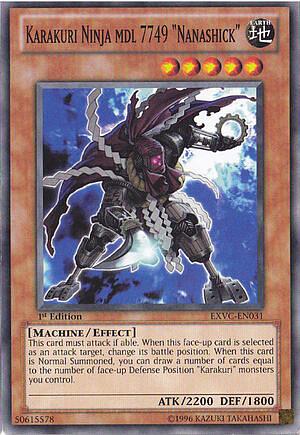 KARAKURI NINJA MDL 7749 "NANASHICK"
EARTH
地
1st Edition
EXVC-EN031
[MACHINE/EFFECT]
This card must attack if able. When this face-up card is selected
as an attack target, change its battle position. When this card
is Normal Summoned, you can draw a number of cards equal
to the number of face-up Defense Position "Karakuri" monsters
you control.
ATK/2200 DEF/1800
50615578
©1996 KAZUKI TAKAHASHI